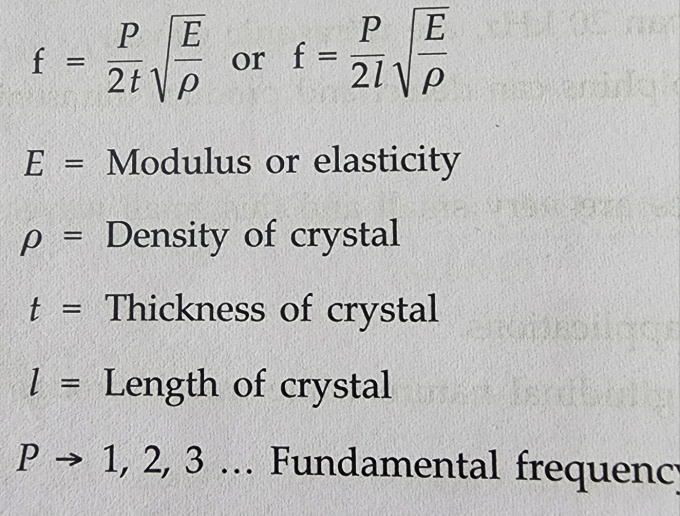 f = P/2t √E/ρ or f = P/2l √E/ρ
E = Modulus or elasticity
ρ = Density of crystal
t = Thickness of crystal
l = Length of crystal
P → 1, 2, 3 ... Fundamental frequency